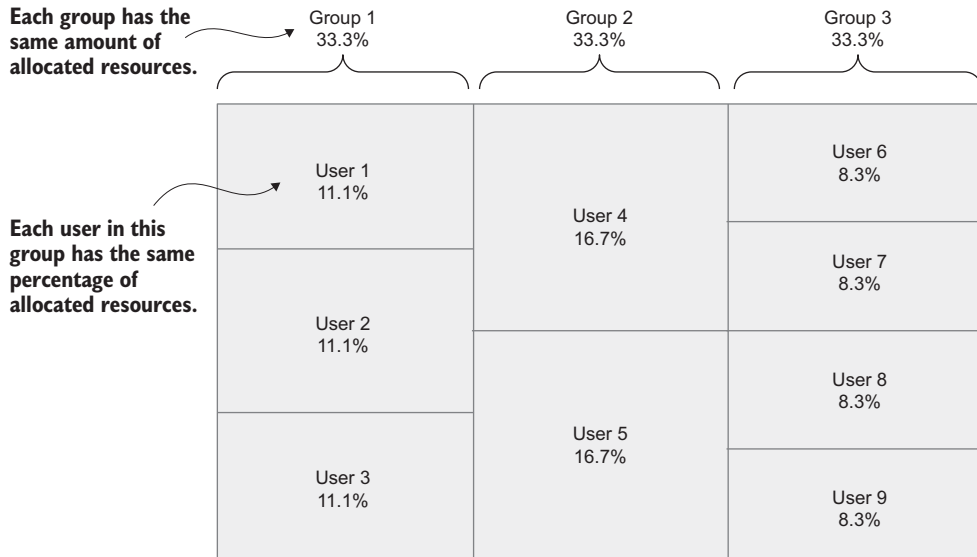 Each group has the
same amount of
allocated resources.
Group 1
33.3%
Group 2
33.3%
Group 3
33.3%
Each user in this
group has the same
percentage of
allocated resources.
User 1
11.1%
User 2
11.1%
User 3
11.1%
User 4
16.7%
User 5
16.7%
User 6
8.3%
User 7
8.3%
User 8
8.3%
User 9
8.3%